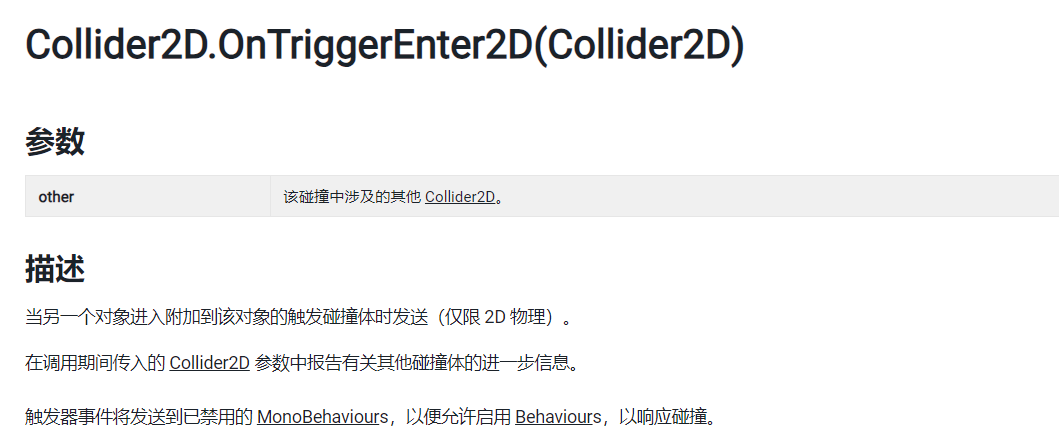 Collider2D.OnTriggerEnter2D(Collider2D)
参数
other 该碰撞中涉及的其他 Collider2D。
描述
当另一个对象进入附加到该对象的触发碰撞体时发送（仅限 2D 物理）。
在调用期间传入的 Collider2D 参数中报告有关其他碰撞体的进一步信息。
触发器事件将发送到已禁用的 MonoBehaviours，以便允许启用 Behaviours，以响应碰撞。